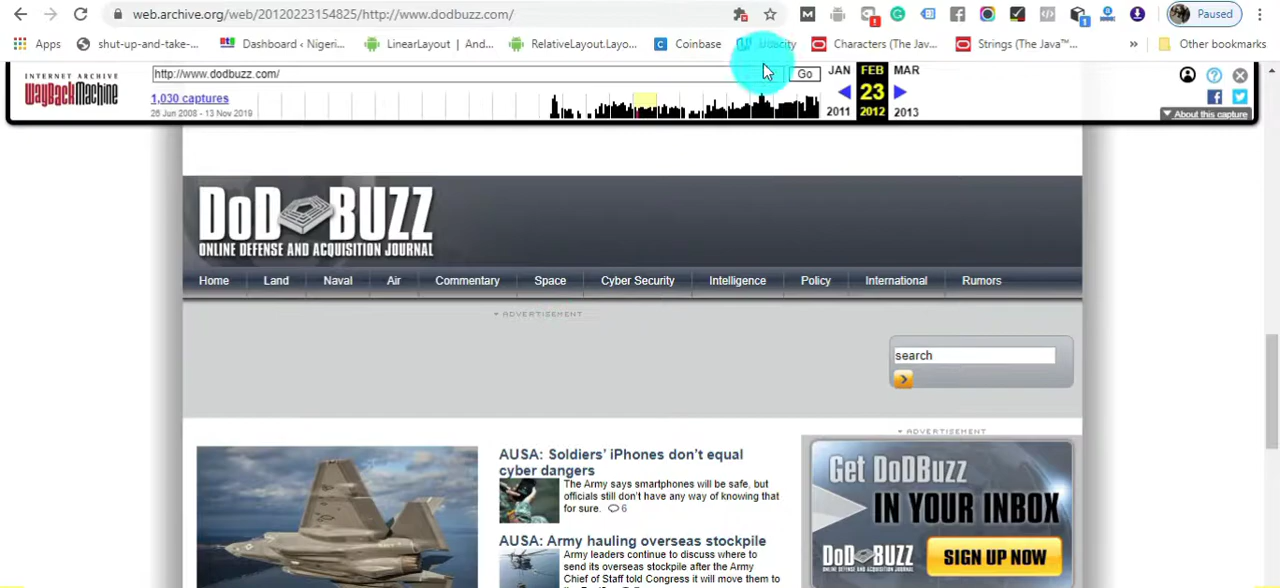 web.archive.org/web/20120223154825/http://www.dodbuzz.com/
Paused
Apps
shut-up-and-take-...
Dashboard ‹ Nigeri...
LinearLayout | And...
RelativeLayout.Layo...
Coinbase
Udacity
Characters (The Jav...
Strings (The Java™...
»
Other bookmarks
INTERNET ARCHIVE
WayBackMachine
http://www.dodbuzz.com/
Go
JAN
FEB
MAR
1,030 captures
23
26 Jun 2008 - 13 Nov 2019
2011
2012
2013
▼ About this capture
DoD BUZZ
ONLINE DEFENSE AND ACQUISITION JOURNAL
Home
Land
Naval
Air
Commentary
Space
Cyber Security
Intelligence
Policy
International
Rumors
ADVERTISEMENT
search
ADVERTISEMENT
AUSA: Soldiers’ iPhones don’t equal
cyber dangers
The Army says smartphones will be safe, but
officials still don’t have any way of knowing that
for sure. 6
AUSA: Army hauling overseas stockpile
Army leaders continue to discuss where to
send its overseas stockpile after the Army
Chief of Staff told Congress it will move them to
Get DoDBuzz
IN YOUR INBOX
DoD BUZZ
ONLINE DEFENSE AND ACQUISITION JOURNAL
SIGN UP NOW